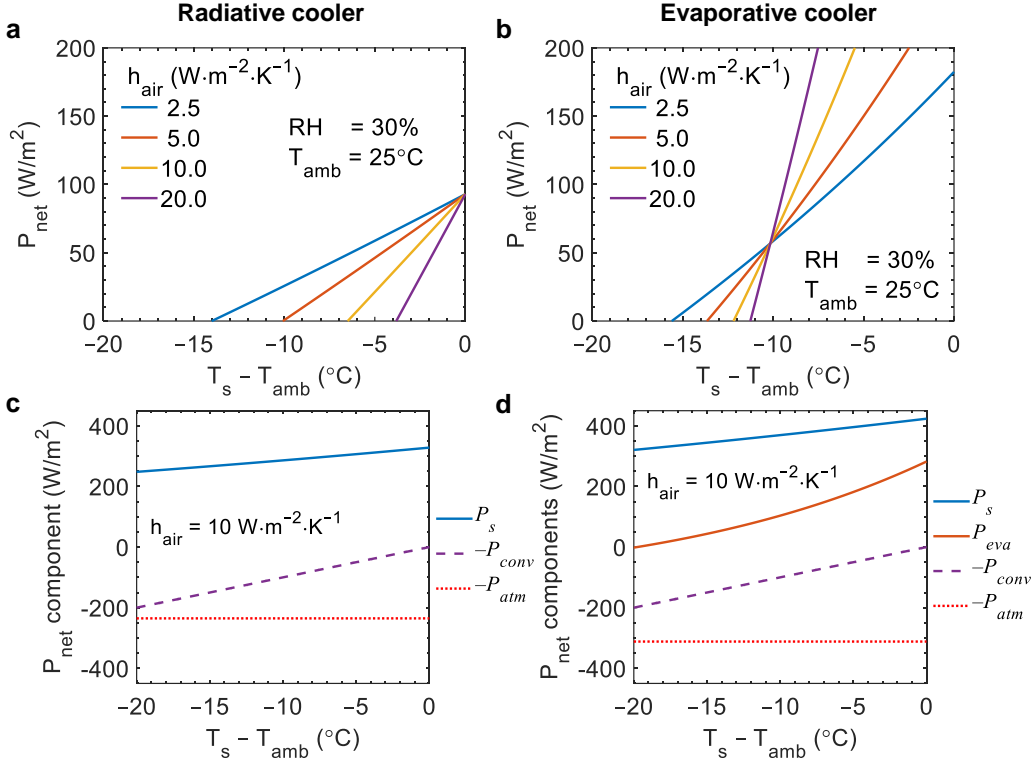 Radiative cooler
Evaporative cooler
a
200
150
100
50
0
P_net (W/m²)
h_air (W·m⁻²·K⁻¹)
2.5
5.0
10.0
20.0
RH = 30%
T_amb = 25°C
−20 −15 −10 −5 0
T_s − T_amb (°C)
b
200
150
100
50
0
P_net (W/m²)
h_air (W·m⁻²·K⁻¹)
2.5
5.0
10.0
20.0
RH = 30%
T_amb = 25°C
−20 −15 −10 −5 0
T_s − T_amb (°C)
c
400
200
0
−200
−400
P_net component (W/m²)
h_air = 10 W·m⁻²·K⁻¹
P_s
−P_conv
−P_atm
−20 −15 −10 −5 0
T_s − T_amb (°C)
d
400
200
0
−200
−400
P_net components (W/m²)
h_air = 10 W·m⁻²·K⁻¹
P_s
P_eva
−P_conv
−P_atm
−20 −15 −10 −5 0
T_s − T_amb (°C)